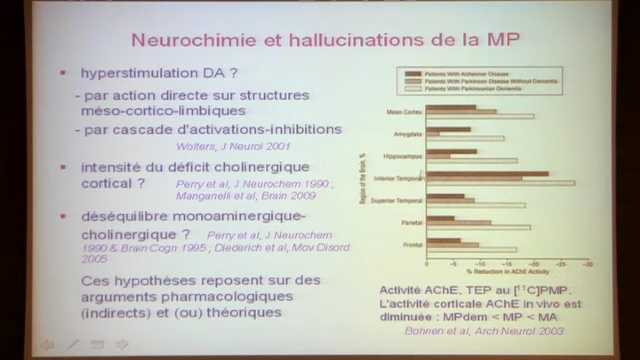 Neurochimie et hallucinations de la MP
hyperstimulation DA ?
- par action directe sur structures
méso-cortico-limbiques
- par cascade d'activations-inhibitions
Wolters, J Neurol 2001
intensité du déficit cholinergique
cortical ? Perry et al, J Neurochem 1990 ;
Manganelli et al, Brain 2009
déséquilibre monoaminergique-
cholinergique ? Perry et al, J Neurochem
1990 & Brain Cogn 1995 ; Diederich et al, Mov Disord
2005
Ces hypothèses reposent sur des
arguments pharmacologiques
(indirects) et (ou) théoriques
Patients With Alzheimer Disease
Patients With Parkinson Disease Without Dementia
Patients With Parkinsonian Dementia
Region of the Brain, %
Mean Cortex
Amygdala
Hippocampus
Inferior Temporal
Superior Temporal
Parietal
Frontal
0 -5 -10 -15 -20 -25 -30
% Reduction in AChE Activity
Activité AChE, TEP au [11C]PMP.
L'activité corticale AChE in vivo est
diminuée : MPdem < MP < MA
Bohnen et al, Arch Neurol 2003